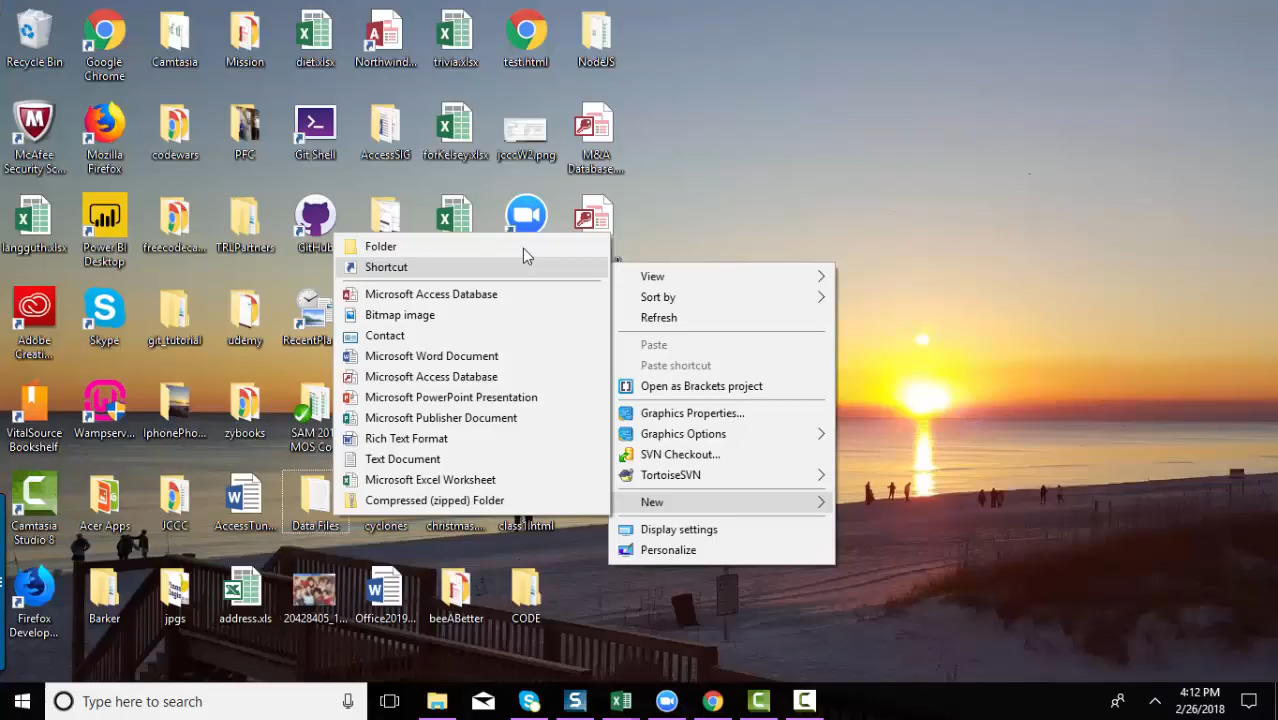 Recycle Bin
Google
Chrome
Camtasia
Mission
diet.xlsx
Northwind...
trivia.xlsx
test.html
NodeJS
McAfee
Security Sc...
Mozilla
Firefox
codewars
PFC
Git Shell
AccessSIG
forKelsey.xlsx
jcccW2.png
M&A
Database....
langguth.xlsx
Power BI
Desktop
freecodeca...
TRLPartners
GitHub
Adobe
Creati...
Skype
git_tutorial
udemy
RecentPla
VitalSource
Bookshelf
Wampserv...
IphonePho...
zybooks
SAM 201
MOS Co
Camtasia
Studio 8
Acer Apps
JCCC
AccessTun...
Data Files
cyclones
christmas...
class1.html
Firefox
Develop...
Barker
jpgs
address.xls
20428405_1...
Office2019...
beeABetter
CODE
Folder
Shortcut
Microsoft Access Database
Bitmap image
Contact
Microsoft Word Document
Microsoft Access Database
Microsoft PowerPoint Presentation
Microsoft Publisher Document
Rich Text Format
Text Document
Microsoft Excel Worksheet
Compressed (zipped) Folder
View
Sort by
Refresh
Paste
Paste shortcut
Open as Brackets project
Graphics Properties...
Graphics Options
SVN Checkout...
TortoiseSVN
New
Display settings
Personalize
Type here to search
4:12 PM
2/26/2018